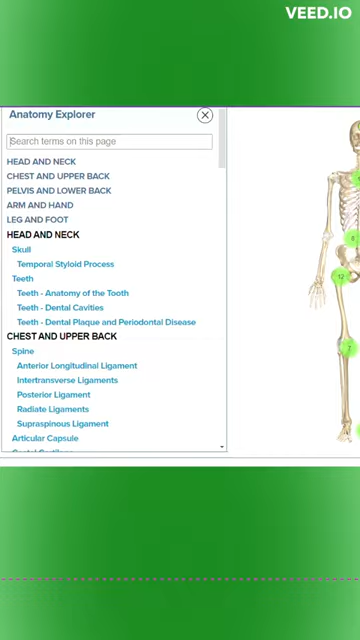 VEED.IO
Anatomy Explorer
Search terms on this page
HEAD AND NECK
CHEST AND UPPER BACK
PELVIS AND LOWER BACK
ARM AND HAND
LEG AND FOOT
HEAD AND NECK
Skull
Temporal Styloid Process
Teeth
Teeth - Anatomy of the Tooth
Teeth - Dental Cavities
Teeth - Dental Plaque and Periodontal Disease
CHEST AND UPPER BACK
Spine
Anterior Longitudinal Ligament
Intertransverse Ligaments
Posterior Ligament
Radiate Ligaments
Supraspinous Ligament
Articular Capsule
12